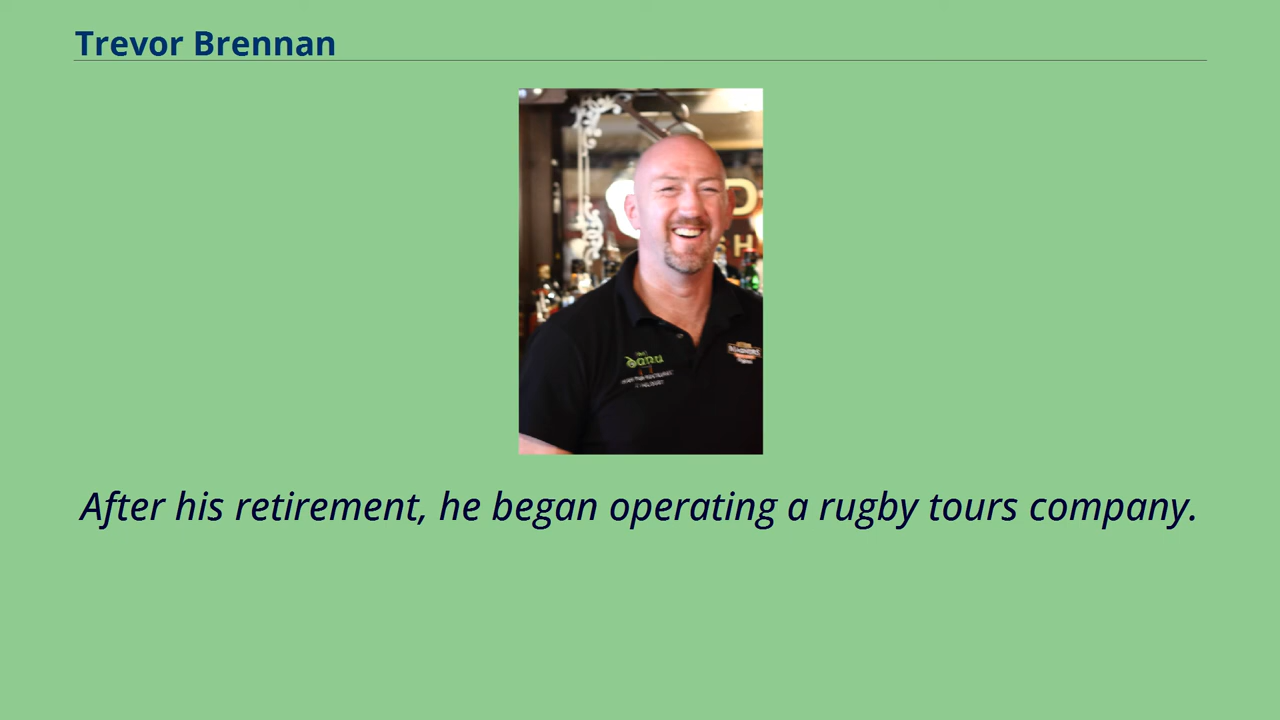 Trevor Brennan
After his retirement, he began operating a rugby tours company.